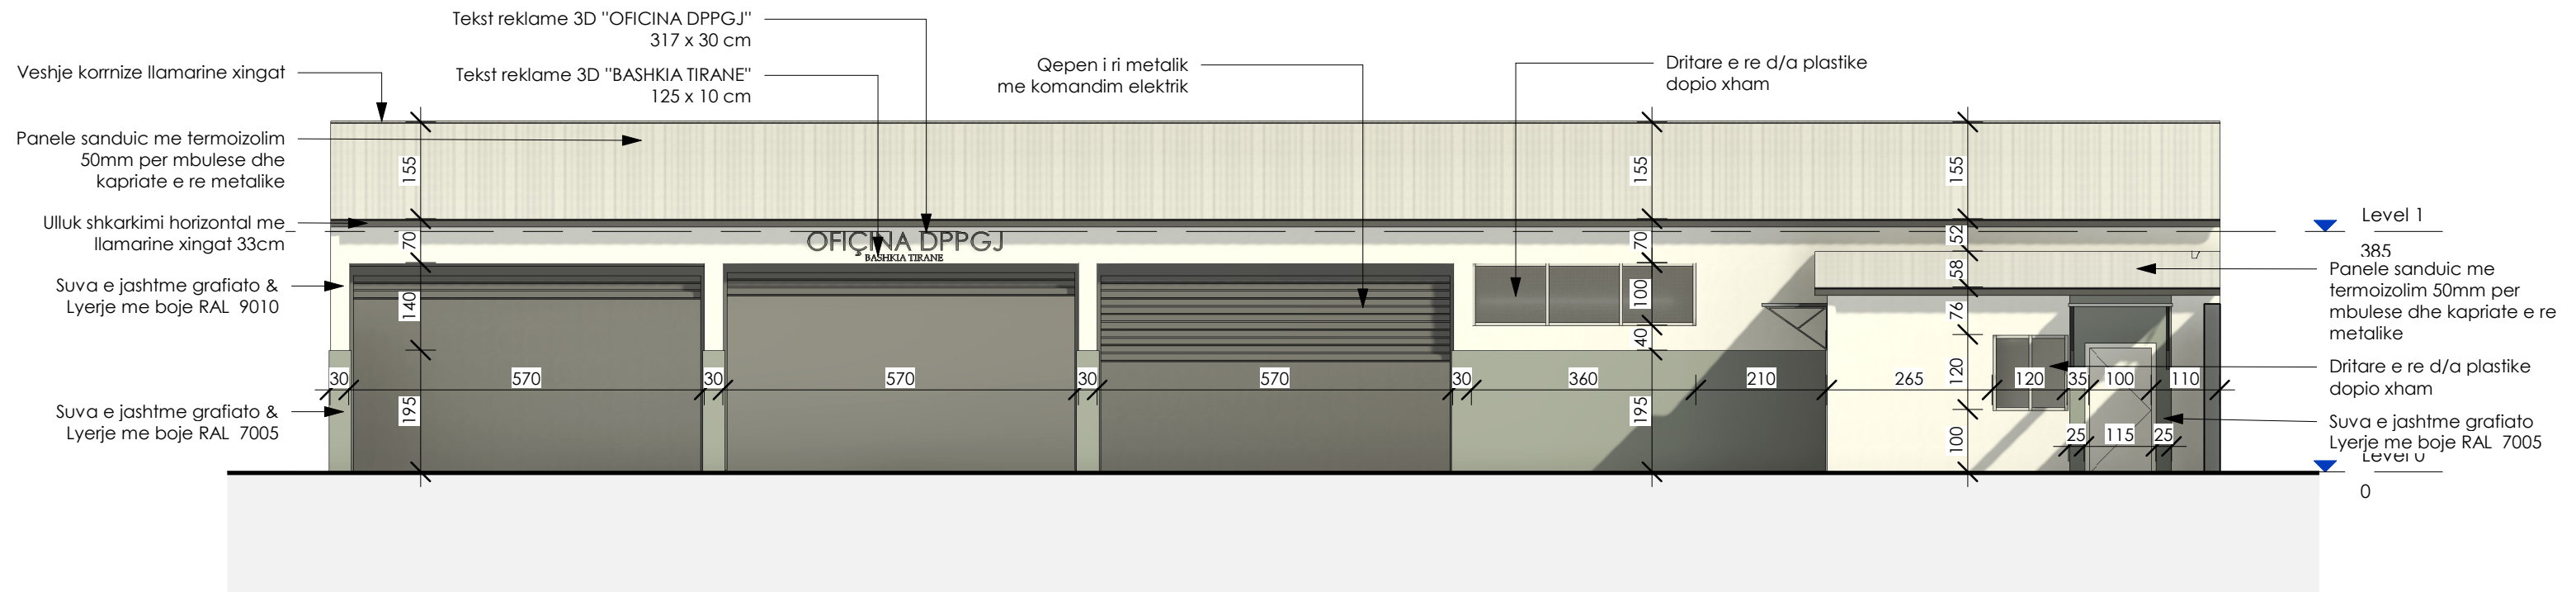 Tekst reklame 3D "OFICINA DPPGJ"
317 x 30 cm
Veshje korrnize llamarine xingat
Tekst reklame 3D "BASHKIA TIRANE"
125 x 10 cm
Qepen i ri metalik
me komandim elektrik
Dritare e re d/a plastike
dopio xham
Panele sanduic me termoizolim
50mm per mbulese dhe
kapriate e re metalike
155
155
155
Ulluk shkarkimi horizontal me
llamarine xingat 33cm
Level 1
385
OFIÇINA DPPGJ
BASHKIA TIRANE
70
70
52
58
Suva e jashtme grafiato &
Lyerje me boje RAL 9010
140
100
40
76
Panele sanduic me
termoizolim 50mm per
mbulese dhe kapriate e re
metalike
30
570
30
570
30
570
30
360
210
265
120
120
35
100
110
Dritare e re d/a plastike
dopio xham
Suva e jashtme grafiato &
Lyerje me boje RAL 7005
195
195
100
25
115
25
Suva e jashtme grafiato
Lyerje me boje RAL 7005
Level 0
0